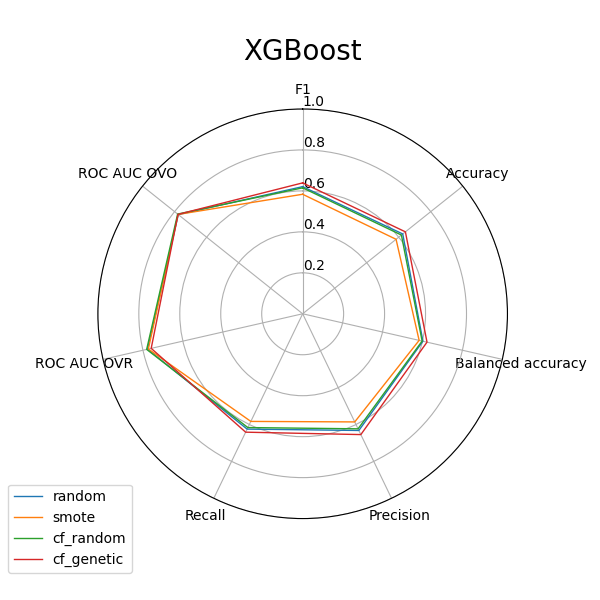 XGBoost
F1
1.0
ROC AUC OVO
Accuracy
0.8
0.6
0.4
0.2
ROC AUC OVR
Balanced accuracy
Recall
Precision
random
smote
cf_random
cf_genetic